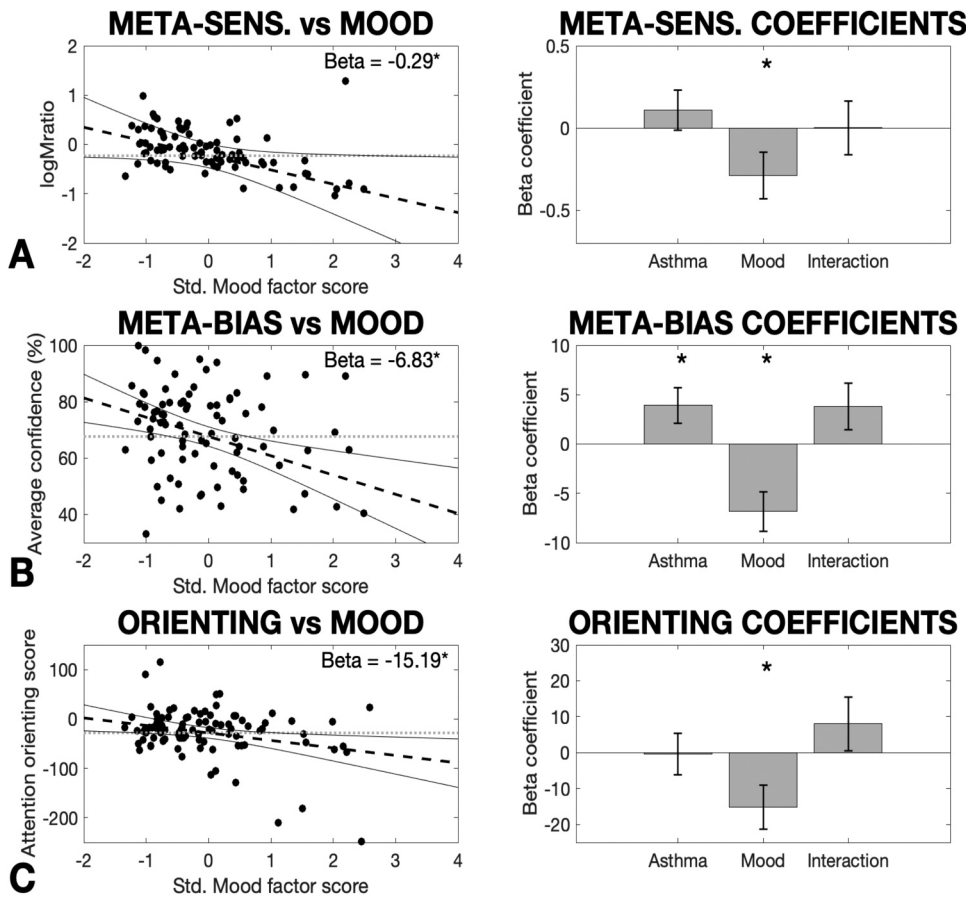 META-SENS. vs MOOD
Beta = -0.29*
2
1
0
-1
-2
logMratio
-2 -1 0 1 2 3 4
Std. Mood factor score
A
META-SENS. COEFFICIENTS
*
0.5
0
-0.5
Beta coefficient
Asthma Mood Interaction
META-BIAS vs MOOD
Beta = -6.83*
100
80
60
40
Average confidence (%)
-2 -1 0 1 2 3 4
Std. Mood factor score
B
META-BIAS COEFFICIENTS
* *
10
5
0
-5
-10
Beta coefficient
Asthma Mood Interaction
ORIENTING vs MOOD
Beta = -15.19*
100
0
-100
-200
Attention orienting score
-2 -1 0 1 2 3 4
Std. Mood factor score
C
ORIENTING COEFFICIENTS
*
30
20
10
0
-10
-20
Beta coefficient
Asthma Mood Interaction